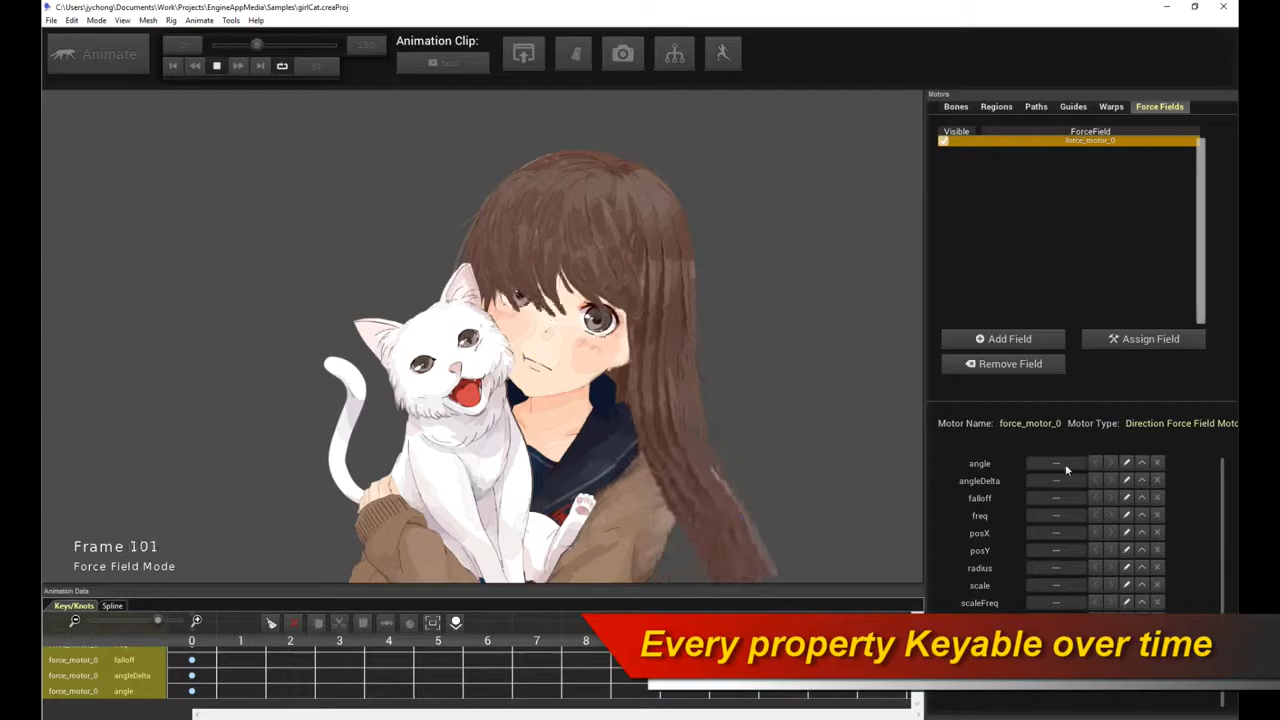 C:\Users\jychong\Documents\Work\Projects\EngineAppMedia\Samples\girlCat.creaProj
File Edit Mode View Mesh Rig Animate Tools Help
Animate
Animation Clip:
test
Motors
Bones Regions Paths Guides Warps Force Fields
Visible ForceField
force_motor_0
Add Field Assign Field
Remove Field
Motor Name: force_motor_0 Motor Type: Direction Force Field Moto
angle ---
angleDelta ---
falloff ---
freq ---
posX ---
posY ---
radius ---
scale ---
scaleFreq ---
Frame 101
Force Field Mode
Animation Data
Keys/Knots Spline
0 1 2 3 4 5 6 7 8
force_motor_0 falloff
force_motor_0 angleDelta
force_motor_0 angle
Every property Keyable over time